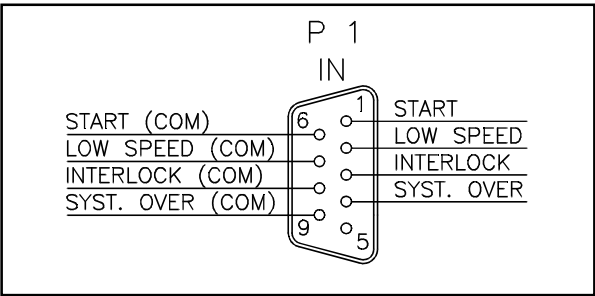 P 1
IN
1
START
6
START (COM)
LOW SPEED
LOW SPEED (COM)
INTERLOCK
INTERLOCK (COM)
SYST. OVER
SYST. OVER (COM)
9
5